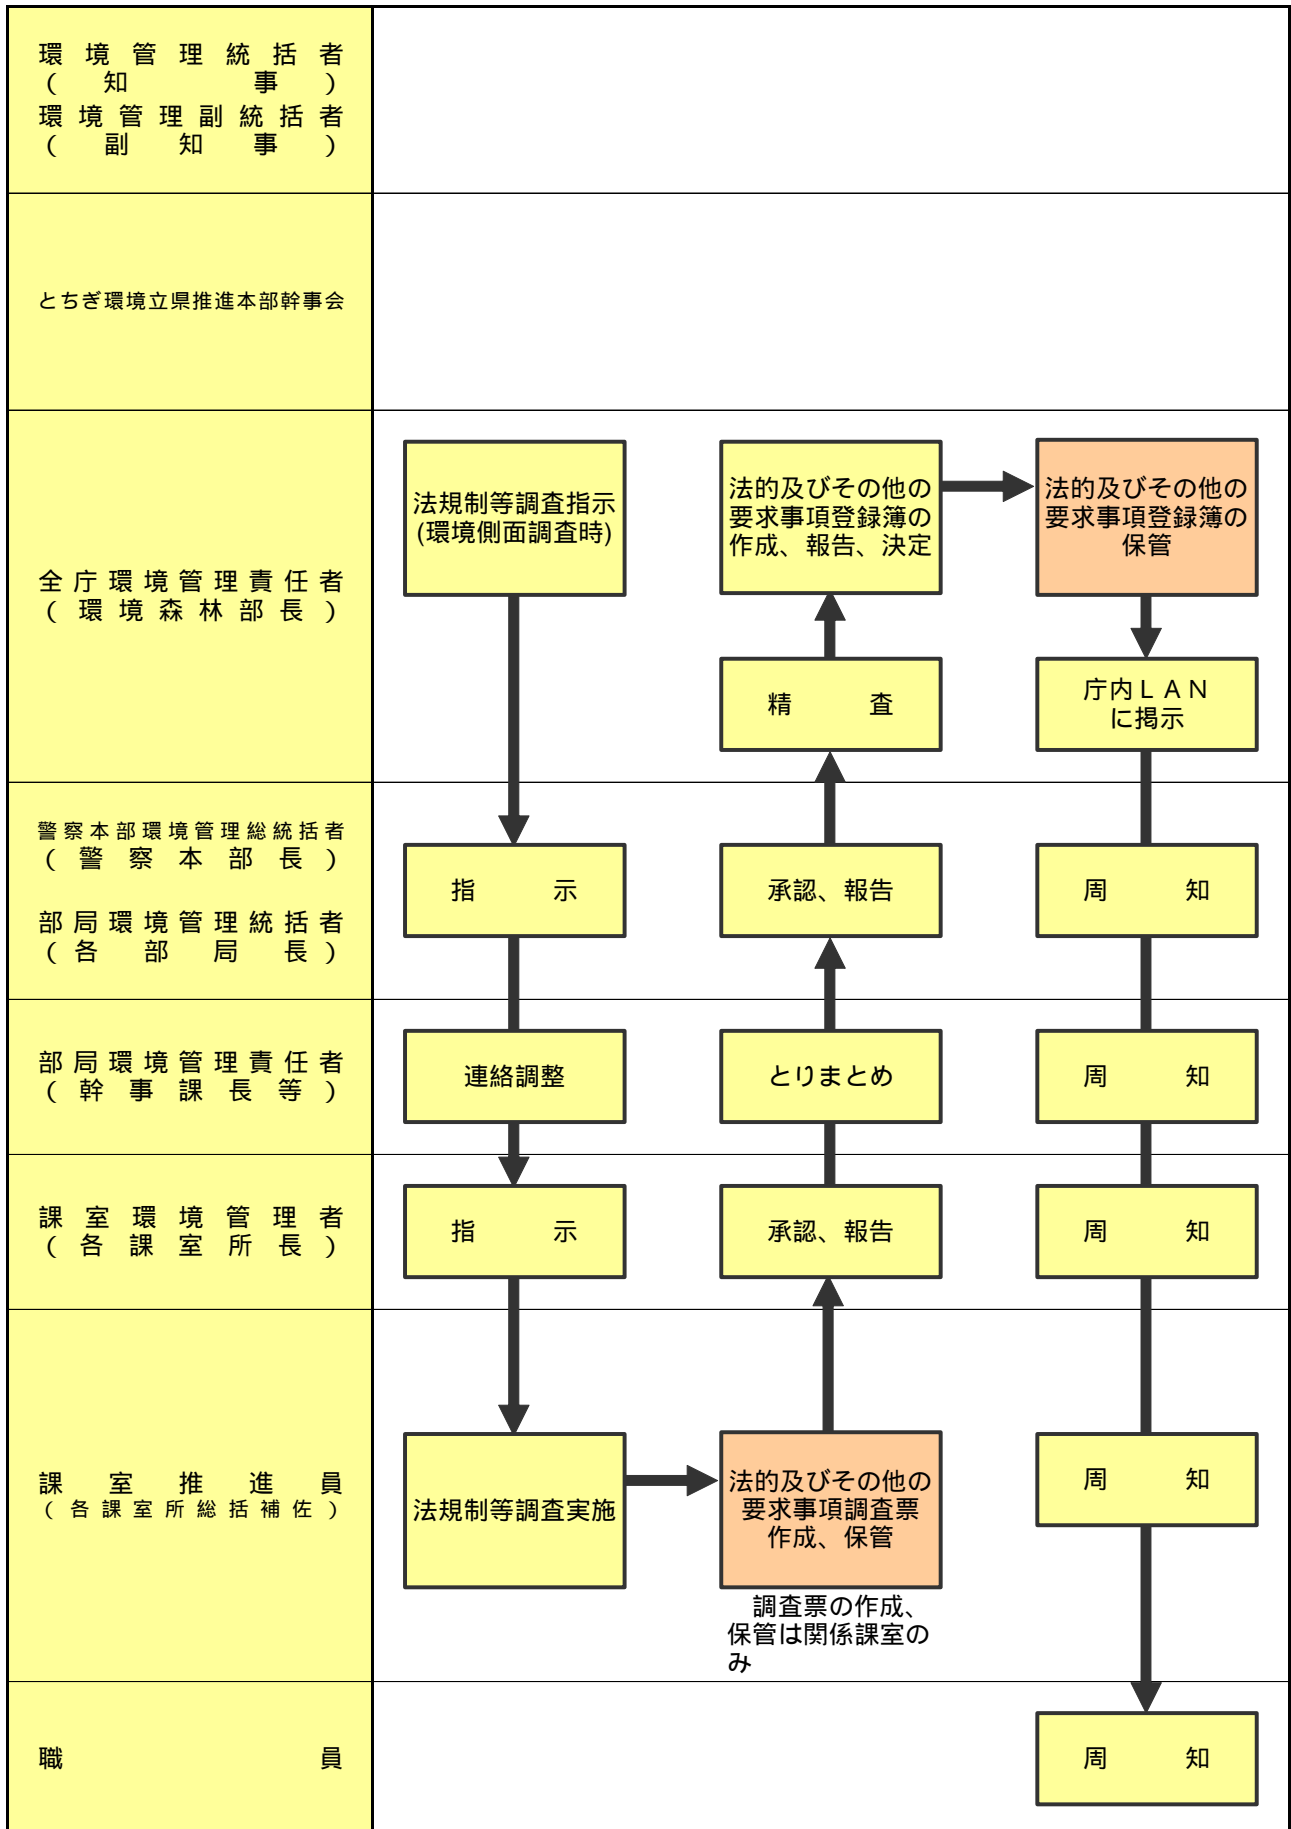 環境管理統括者
(知事)
環境管理副統括者
(副知事)
とちぎ環境立県推進本部幹事会
全庁環境管理責任者
(環境森林部長)
法規制等調査指示
(環境側面調査時)
法的及びその他の
要求事項登録簿の
作成、報告、決定
法的及びその他の
要求事項登録簿の
保管
精査
庁内LAN
に掲示
警察本部環境管理総統括者
(警察本部長)
部局環境管理統括者
(各部局長)
指示
承認、報告
周知
部局環境管理責任者
(幹事課長等)
連絡調整
とりまとめ
周知
課室環境管理者
(各課室所長)
指示
承認、報告
周知
課室推進員
(各課室所総括補佐)
法規制等調査実施
法的及びその他の
要求事項調査票
作成、保管
調査票の作成、
保管は関係課室の
み
周知
職員
周知